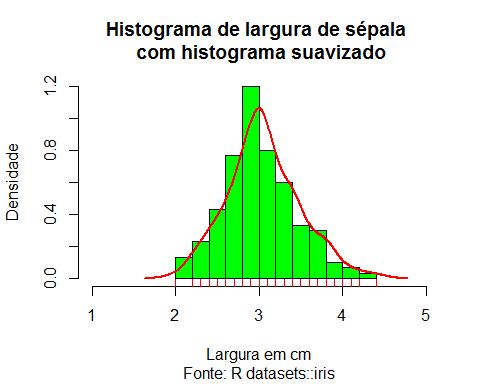 Histograma de largura de sépala
com histograma suavizado
Densidade
1.2
0.8
0.4
0.0
1 2 3 4 5
Largura em cm
Fonte: R datasets::iris